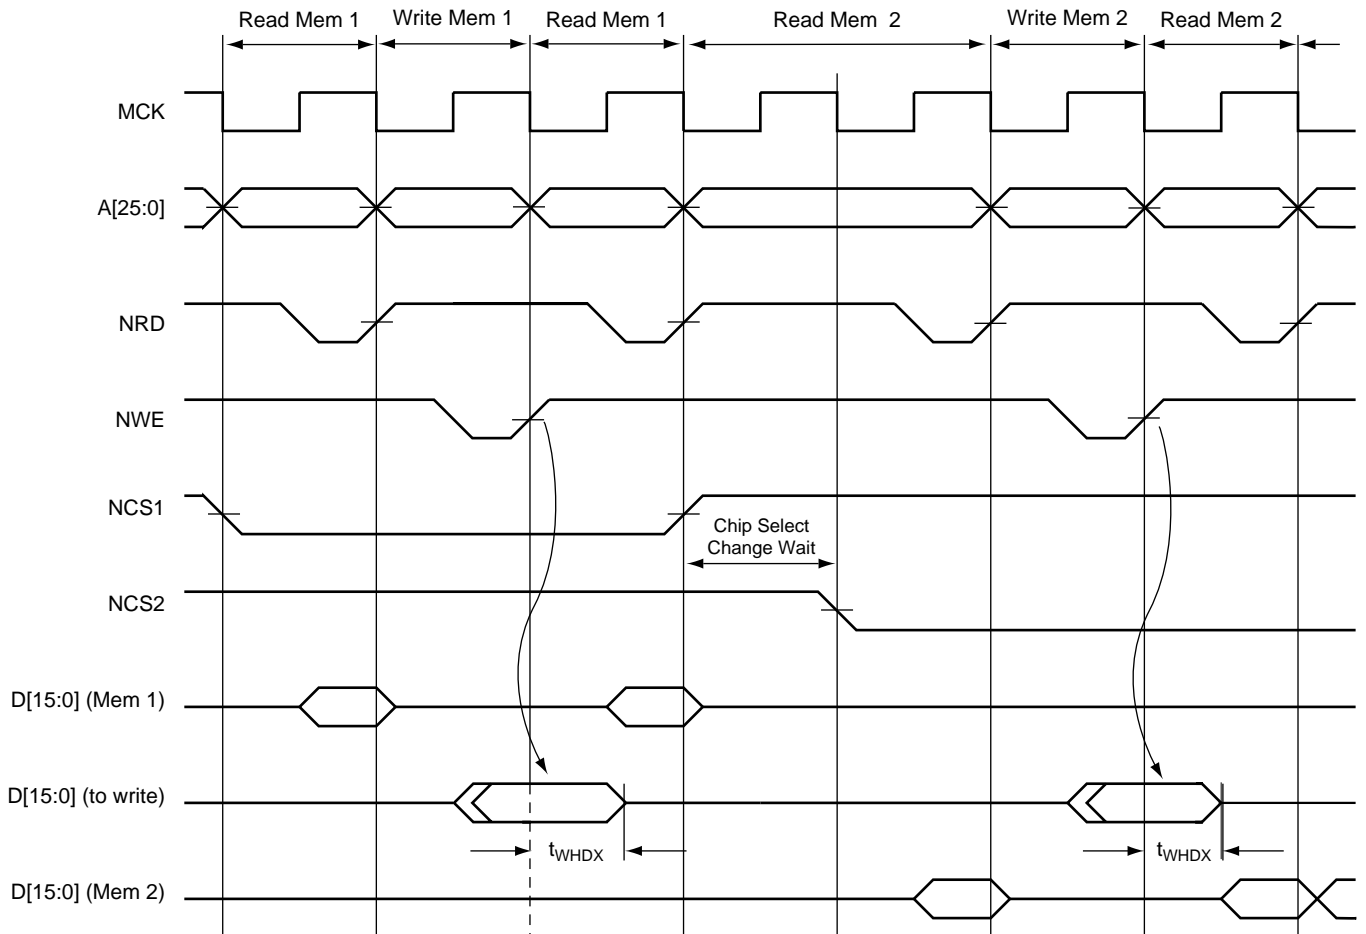 Read Mem 1
Write Mem 1
Read Mem 1
Read Mem 2
Write Mem 2
Read Mem 2
MCK
A[25:0]
NRD
NWE
NCS1
Chip Select
Change Wait
NCS2
D[15:0] (Mem 1)
D[15:0] (to write)
tWHDX
tWHDX
D[15:0] (Mem 2)